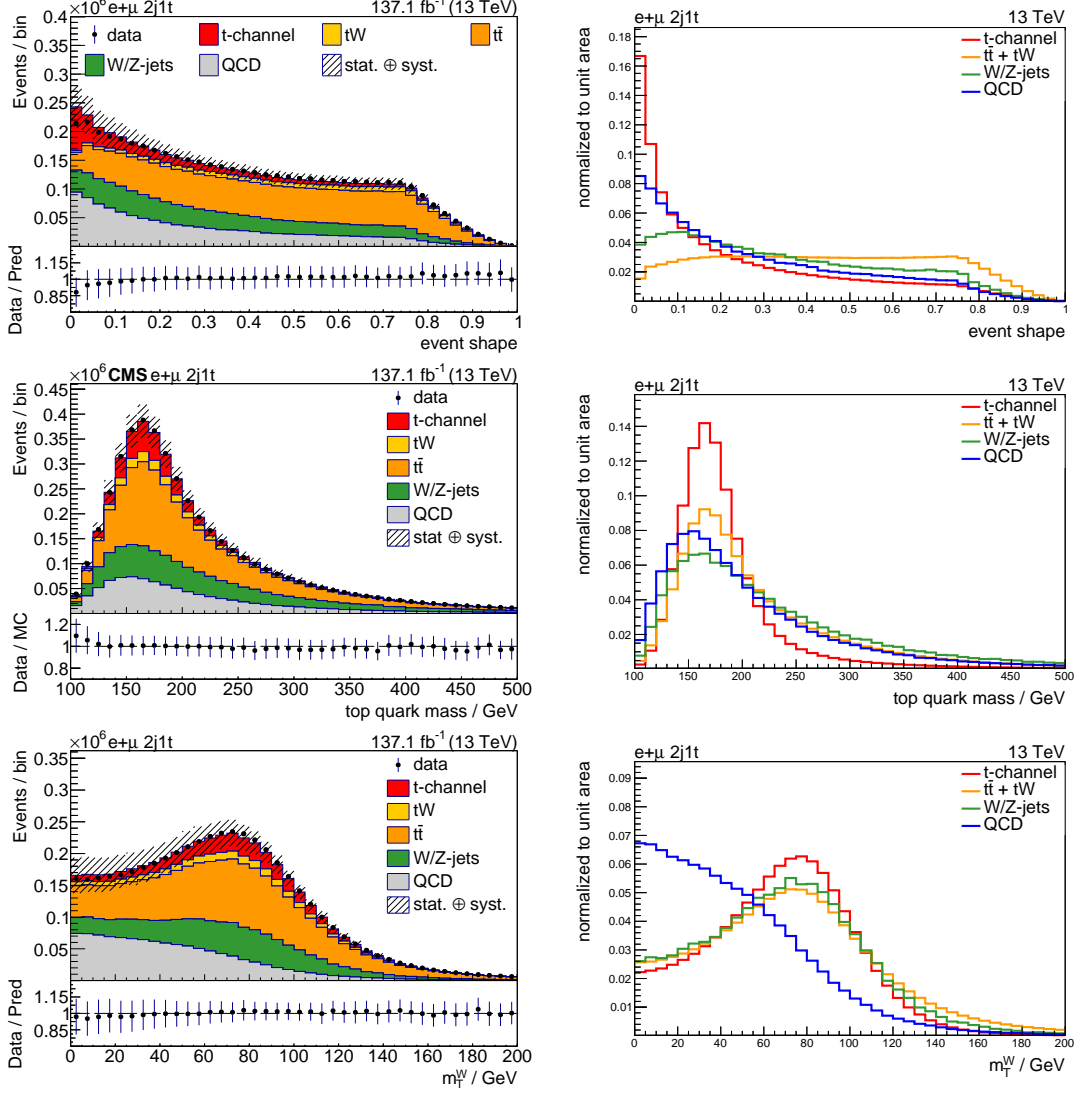 ×10⁶ e+μ 2j1t 137.1 fb⁻¹ (13 TeV)
Events / bin
0.4
0.35
0.3
0.25
0.2
0.15
0.1
0.05
data t-channel tW tt̄
W/Z-jets QCD stat. ⊕ syst.
Data / Pred
1.15
1
0.85
0 0.1 0.2 0.3 0.4 0.5 0.6 0.7 0.8 0.9 1
event shape
e+μ 2j1t 13 TeV
normalized to unit area
0.18
0.16
0.14
0.12
0.10
0.08
0.06
0.04
0.02
t-channel
tt̄ + tW
W/Z-jets
QCD
0 0.1 0.2 0.3 0.4 0.5 0.6 0.7 0.8 0.9 1
event shape
×10⁶ CMS e+μ 2j1t 137.1 fb⁻¹ (13 TeV)
Events / bin
0.45
0.4
0.35
0.3
0.25
0.2
0.15
0.1
0.05
data
t-channel
tW
tt̄
W/Z-jets
QCD
stat ⊕ syst.
Data / MC
1.2
1
0.8
100 150 200 250 300 350 400 450 500
top quark mass / GeV
e+μ 2j1t 13 TeV
normalized to unit area
0.14
0.12
0.1
0.08
0.06
0.04
0.02
t-channel
tt̄ + tW
W/Z-jets
QCD
100 150 200 250 300 350 400 450 500
top quark mass / GeV
×10⁶ e+μ 2j1t 137.1 fb⁻¹ (13 TeV)
Events / bin
0.35
0.3
0.25
0.2
0.15
0.1
0.05
data
t-channel
tW
tt̄
W/Z-jets
QCD
stat. ⊕ syst.
Data / Pred
1.15
1
0.85
0 20 40 60 80 100 120 140 160 180 200
m_T^W / GeV
e+μ 2j1t 13 TeV
normalized to unit area
0.09
0.08
0.07
0.06
0.05
0.04
0.03
0.02
0.01
t-channel
tt̄ + tW
W/Z-jets
QCD
0 20 40 60 80 100 120 140 160 180 200
m_T^W / GeV